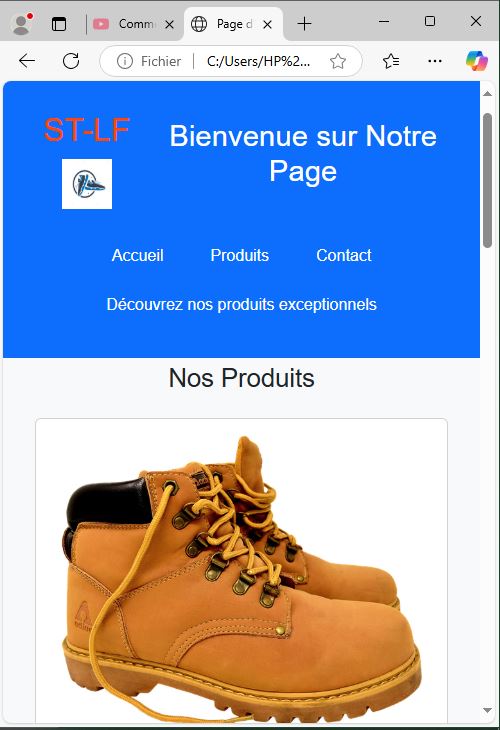 Comm
Page d
Fichier
C:/Users/HP%2...
ST-LF
Bienvenue sur Notre
Page
Accueil
Produits
Contact
Découvrez nos produits exceptionnels
Nos Produits